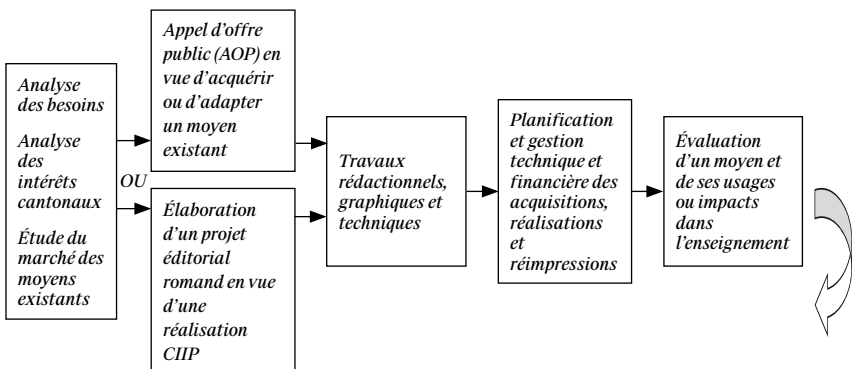 Analyse
des besoins
Analyse
des
intérêts
cantonaux
Étude du
marché des
moyens
existants
OU
Appel d’offre
public (AOP) en
vue d’acquérir
ou d’adapter
un moyen
existant
Élaboration
d’un projet
éditorial
romand en vue
d’une
réalisation
CIIP
Travaux
rédactionnels,
graphiques et
techniques
Planification
et gestion
technique et
financière des
acquisitions,
réalisations
et
réimpressions
Évaluation
d’un moyen et
de ses usages
ou impacts
dans
l’enseignement